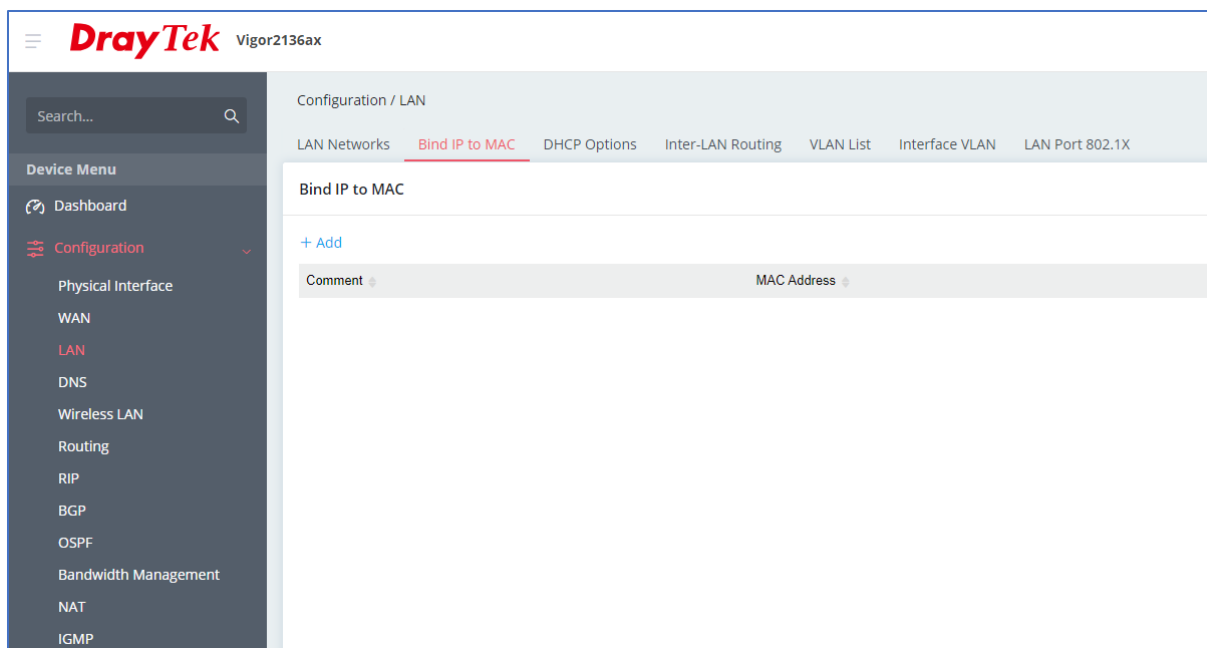 DrayTek Vigor2136ax
Search...
Device Menu
Dashboard
Configuration
Physical Interface
WAN
LAN
DNS
Wireless LAN
Routing
RIP
BGP
OSPF
Bandwidth Management
NAT
IGMP
Configuration / LAN
LAN Networks Bind IP to MAC DHCP Options Inter-LAN Routing VLAN List Interface VLAN LAN Port 802.1X
Bind IP to MAC
+ Add
Comment MAC Address